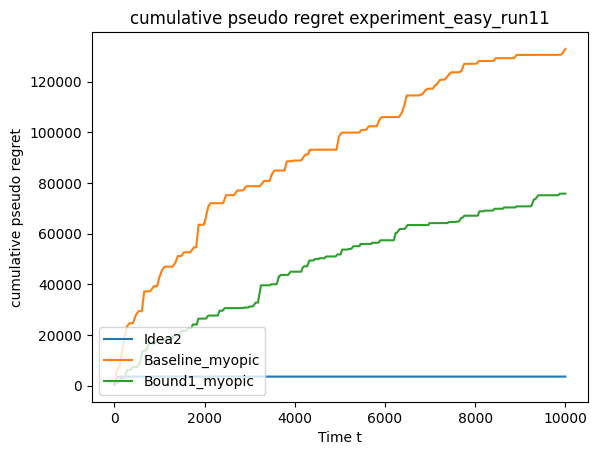 cumulative pseudo regret experiment_easy_run11
cumulative pseudo regret
120000
100000
80000
60000
40000
20000
0
Idea2
Baseline_myopic
Bound1_myopic
0
2000
4000
6000
8000
10000
Time t